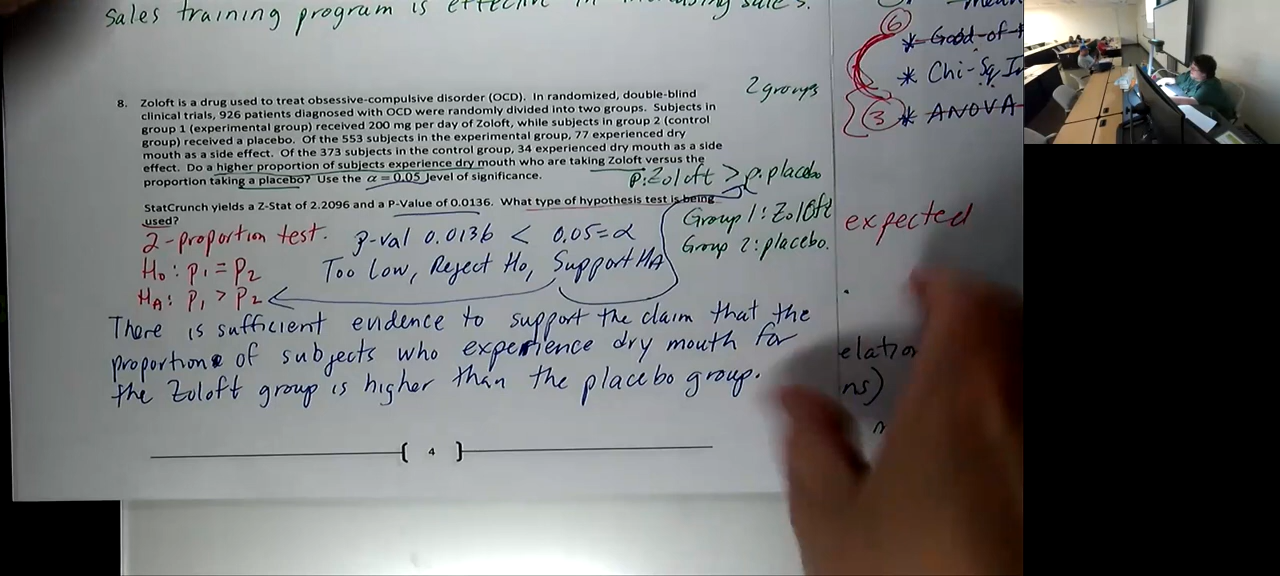 sales training program is effective in increasing sales.
8. Zoloft is a drug used to treat obsessive-compulsive disorder (OCD). In randomized, double-blind
clinical trials, 926 patients diagnosed with OCD were randomly divided into two groups. Subjects in
group 1 (experimental group) received 200 mg per day of Zoloft, while subjects in group 2 (control
group) received a placebo. Of the 553 subjects in the experimental group, 77 experienced dry
mouth as a side effect. Of the 373 subjects in the control group, 34 experienced dry mouth as a side
effect. Do a higher proportion of subjects experience dry mouth who are taking Zoloft versus the
proportion taking a placebo? Use the α = 0.05 level of significance.
2 groups
p:Zoloft > p:placebo
StatCrunch yields a Z-Stat of 2.2096 and a P-Value of 0.0136. What type of hypothesis test is being
used?
Group 1: Zoloft
Group 2: placebo.
2-proportion test.
p-val 0.0136 < 0.05=α
H0: p1 = p2
Too low, Reject H0, Support HA
HA: p1 > p2
There is sufficient evidence to support the claim that the
proportion of subjects who experience dry mouth for
the Zoloft group is higher than the placebo group.
{ 4 }
6
* Good-of-
* Chi-Sq In
3 * ANOVA
expected
elation
ns)